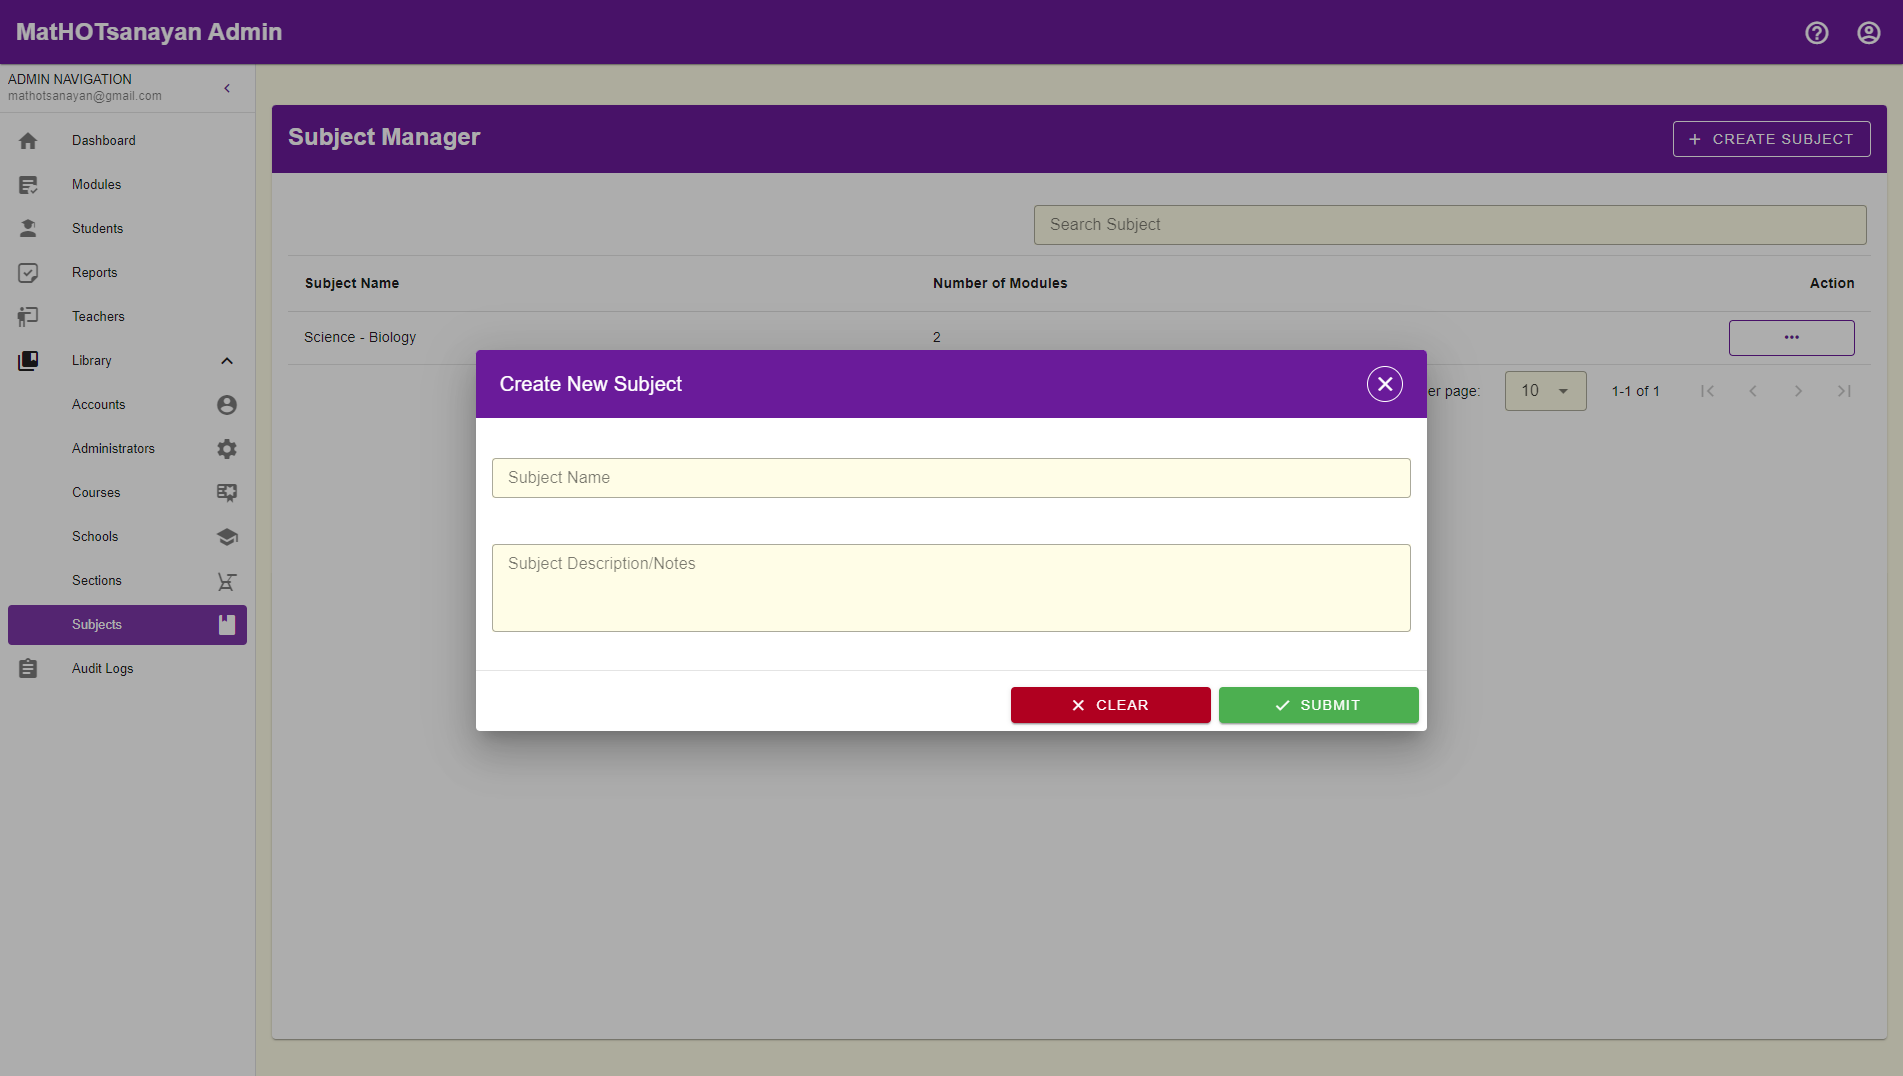 MatHOTsanayan Admin
ADMIN NAVIGATION
mathotsanayan@gmail.com
Dashboard
Modules
Students
Reports
Teachers
Library
Accounts
Administrators
Courses
Schools
Sections
Subjects
Audit Logs
Subject Manager
+ CREATE SUBJECT
Search Subject
Subject Name Number of Modules Action
Science - Biology 2 ...
er page: 10 1-1 of 1
Create New Subject
Subject Name
Subject Description/Notes
CLEAR SUBMIT